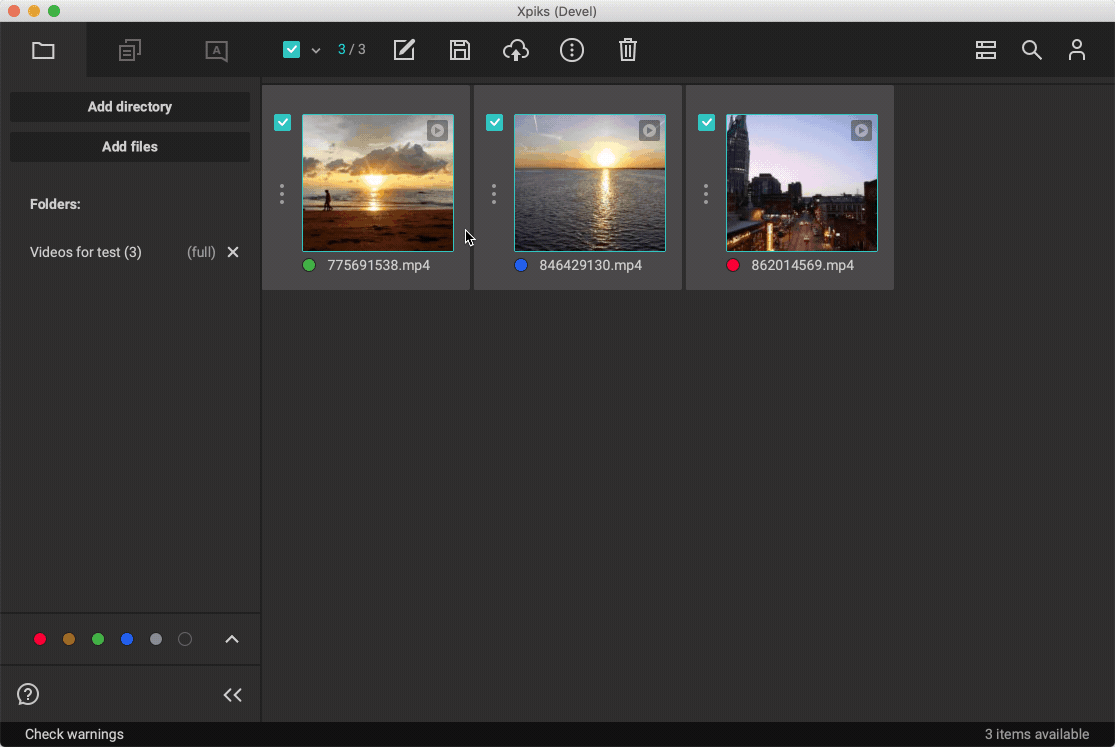 Xpiks (Devel)
A
3 / 3
Add directory
Add files
Folders:
Videos for test (3) (full)
775691538.mp4
846429130.mp4
862014569.mp4
?
Check warnings
3 items available